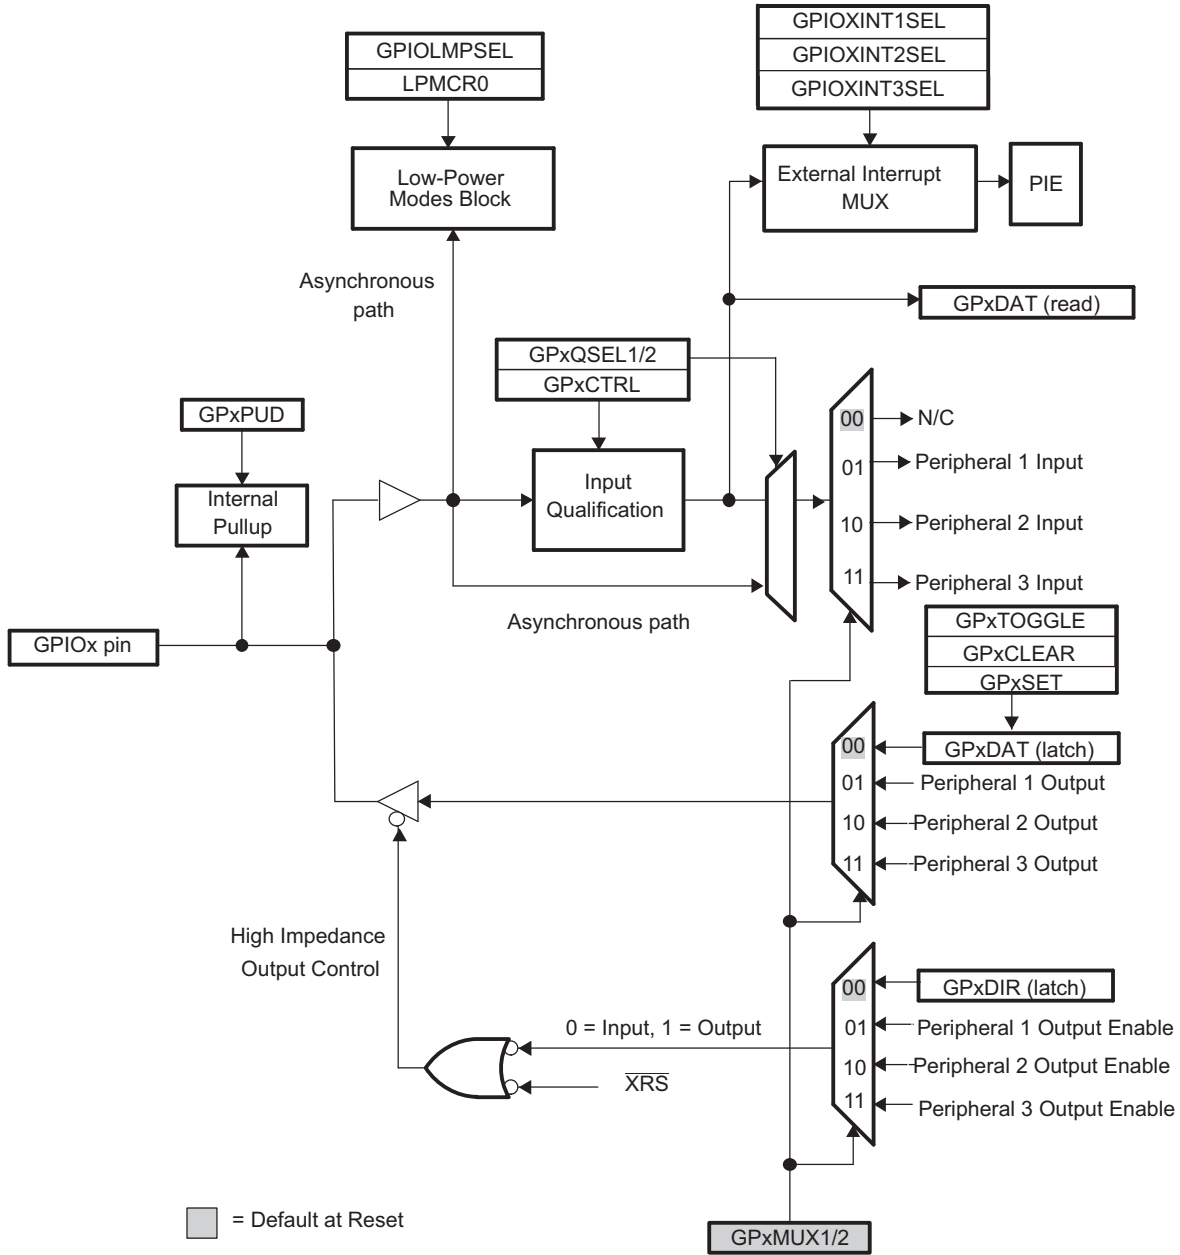 GPIOLMPSEL
LPMCR0
Low-Power
Modes Block
GPIOXINT1SEL
GPIOXINT2SEL
GPIOXINT3SEL
External Interrupt
MUX
PIE
Asynchronous
path
GPxDAT (read)
GPxQSEL1/2
GPxCTRL
GPxPUD
Internal
Pullup
Input
Qualification
00
N/C
01
Peripheral 1 Input
10
Peripheral 2 Input
11
Peripheral 3 Input
Asynchronous path
GPIOx pin
GPxTOGGLE
GPxCLEAR
GPxSET
00
GPxDAT (latch)
01
Peripheral 1 Output
10
Peripheral 2 Output
11
Peripheral 3 Output
High Impedance
Output Control
00
GPxDIR (latch)
0 = Input, 1 = Output
01
Peripheral 1 Output Enable
10
Peripheral 2 Output Enable
XRS
11
Peripheral 3 Output Enable
= Default at Reset
GPxMUX1/2